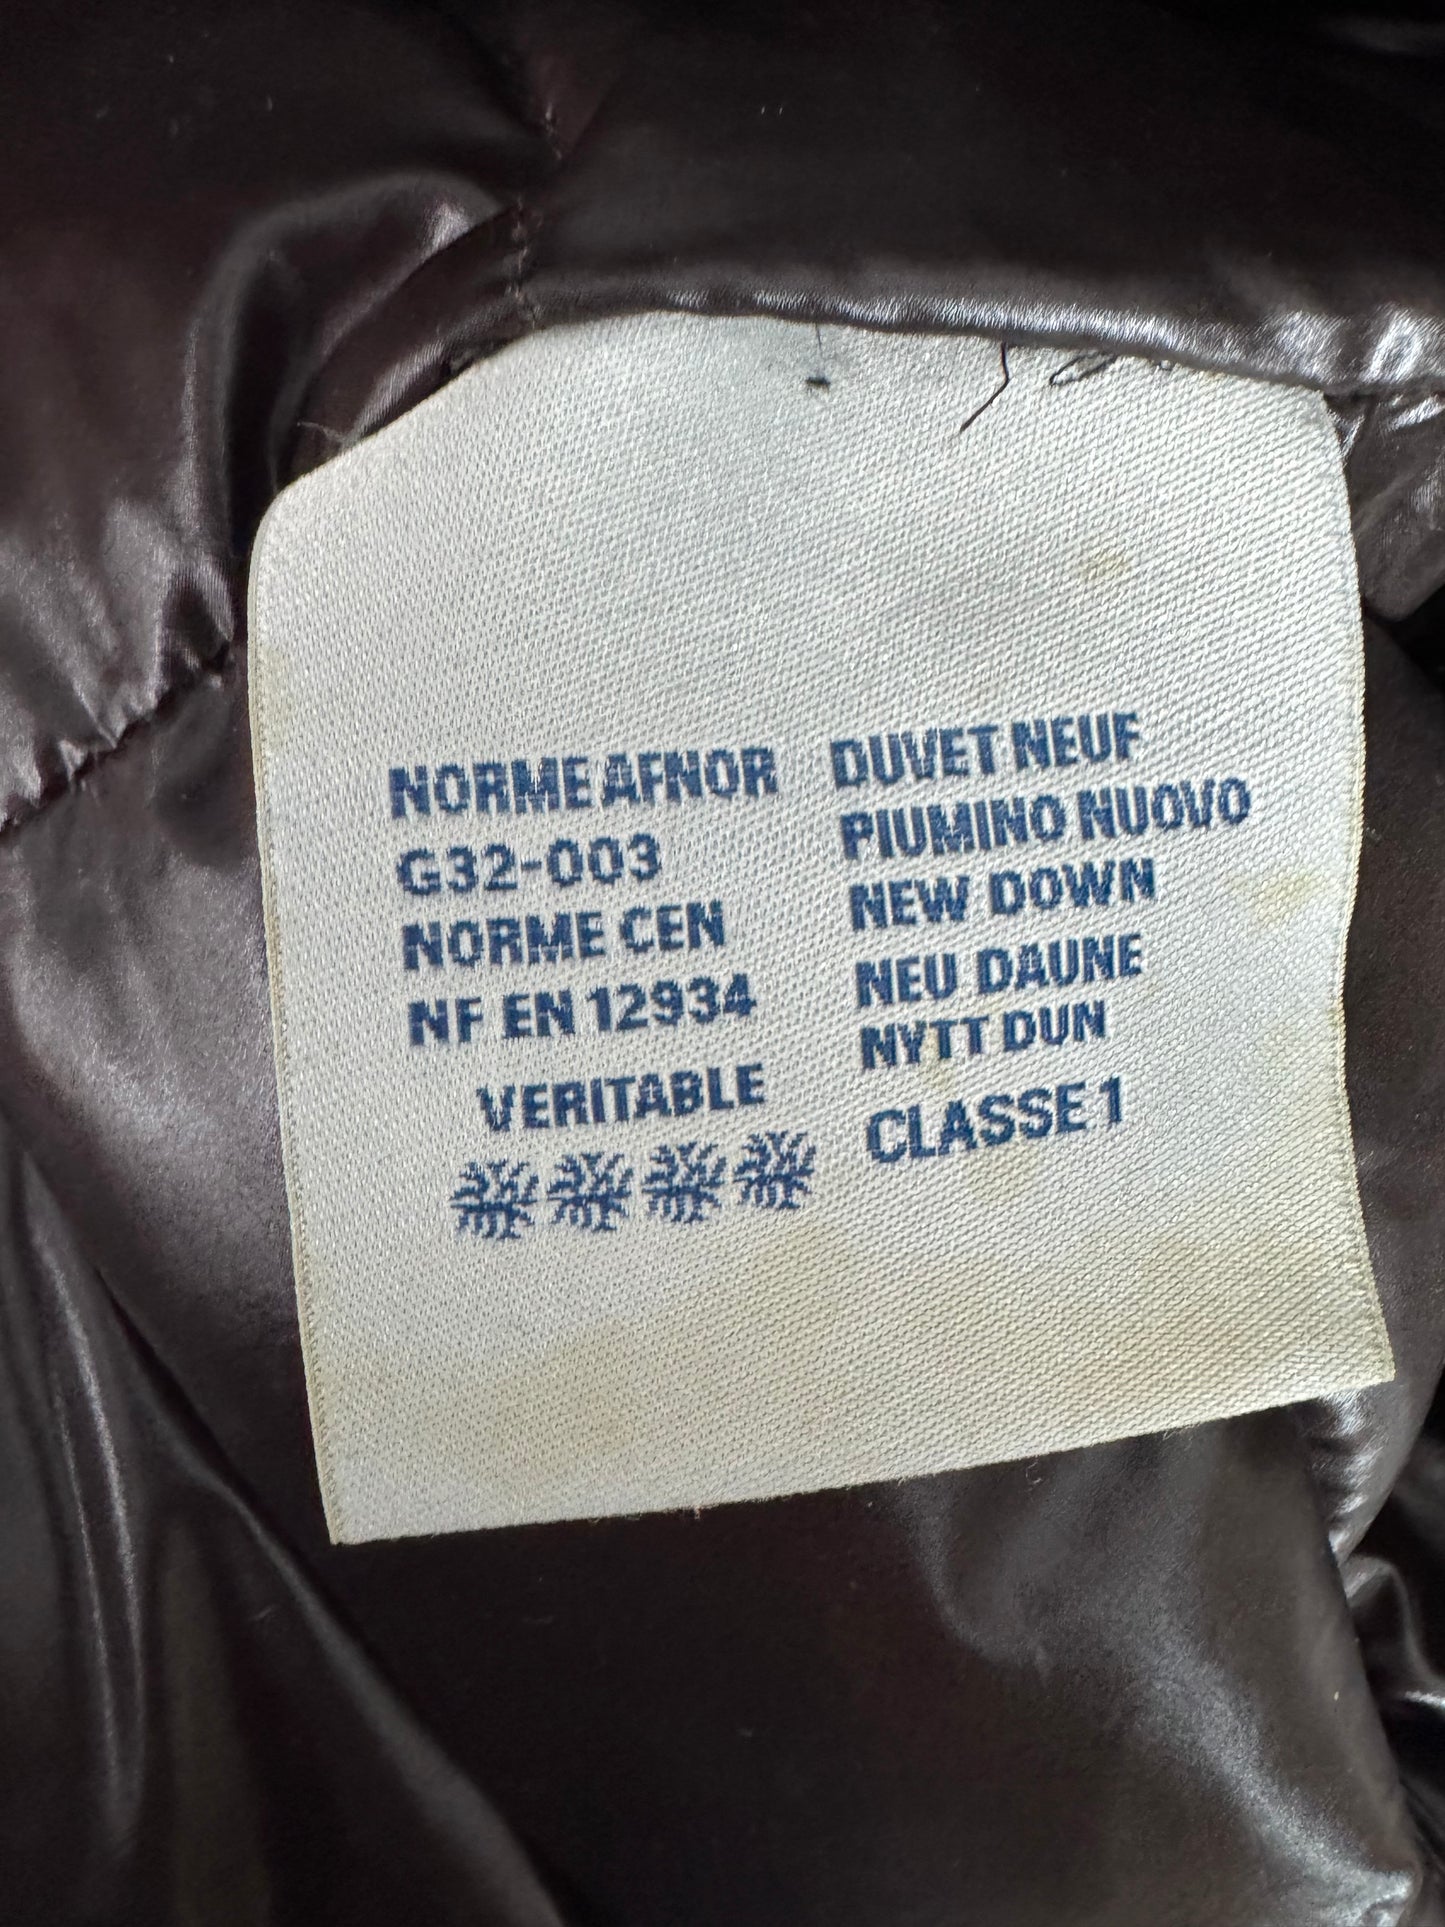 NORME AFNOR
G32-003
NORME CEN
NF EN 12934
VERITABLE
DUVET NEUF
PIUMINO NUOVO
NEW DOWN
NEU DAUNE
NYTT DUN
CLASSE 1